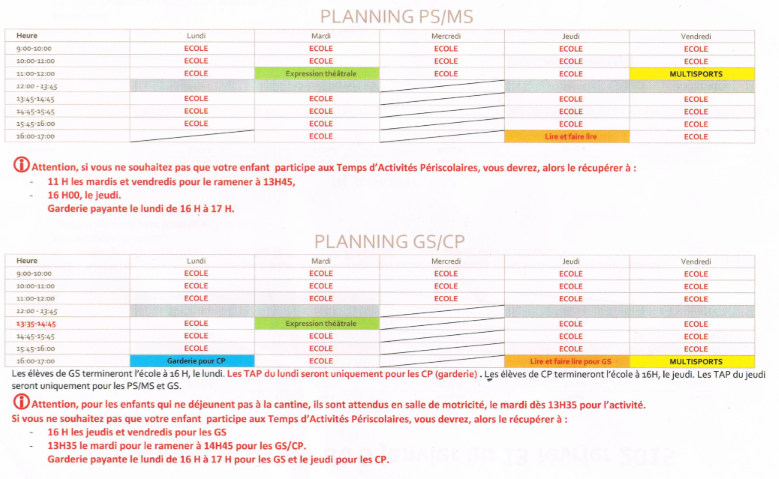 PLANNING PS/MS
Heure Lundi Mardi Mercredi Jeudi Vendredi
9:00-10:00 ECOLE ECOLE ECOLE ECOLE ECOLE
10:00-11:00 ECOLE ECOLE ECOLE ECOLE ECOLE
11:00-12:00 ECOLE Expression théâtrale ECOLE ECOLE MULTISPORTS
12:00 - 13:45
13:45-14:45 ECOLE ECOLE ECOLE ECOLE
14:45-15:45 ECOLE ECOLE ECOLE ECOLE
15:45-16:00 ECOLE ECOLE ECOLE ECOLE
16:00-17:00 ECOLE Lire et faire lire ECOLE
Attention, si vous ne souhaitez pas que votre enfant participe aux Temps d'Activités Périscolaires, vous devrez, alors le récupérer à :
- 11 H les mardis et vendredis pour le ramener à 13H45,
- 16 H00, le jeudi.
Garderie payante le lundi de 16 H à 17 H.
PLANNING GS/CP
Heure Lundi Mardi Mercredi Jeudi Vendredi
9:00-10:00 ECOLE ECOLE ECOLE ECOLE ECOLE
10:00-11:00 ECOLE ECOLE ECOLE ECOLE ECOLE
11:00-12:00 ECOLE ECOLE ECOLE ECOLE ECOLE
12:00 - 13:45
13:35-14:45 ECOLE Expression théâtrale ECOLE ECOLE
14:45-15:45 ECOLE ECOLE ECOLE ECOLE
15:45-16:00 ECOLE ECOLE ECOLE ECOLE
16:00-17:00 Garderie pour CP ECOLE Lire et faire lire pour GS MULTISPORTS
Les élèves de GS termineront l'école à 16 H, le lundi. Les TAP du lundi seront uniquement pour les CP (garderie) . Les élèves de CP termineront l'école à 16H, le jeudi. Les TAP du jeudi
seront uniquement pour les PS/MS et GS.
Attention, pour les enfants qui ne déjeunent pas à la cantine, ils sont attendus en salle de motricité, le mardi dès 13H35 pour l'activité.
Si vous ne souhaitez pas que votre enfant participe aux Temps d'Activités Périscolaires, vous devrez, alors le récupérer à :
- 16 H les jeudis et vendredis pour les GS
- 13H35 le mardi pour le ramener à 14H45 pour les GS/CP.
Garderie payante le lundi de 16 H à 17 H pour les GS et le jeudi pour les CP.